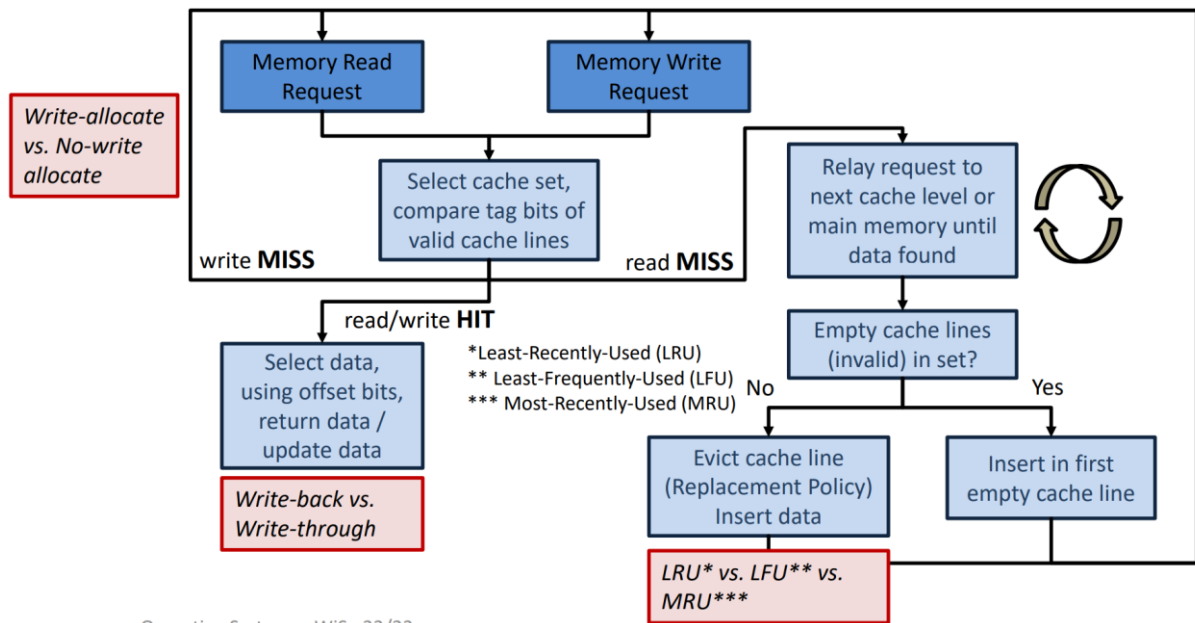 Memory Read
Request
Memory Write
Request
Write-allocate
vs. No-write
allocate
Select cache set,
compare tag bits of
valid cache lines
Relay request to
next cache level or
main memory until
data found
write MISS
read MISS
read/write HIT
Select data,
using offset bits,
return data /
update data
*Least-Recently-Used (LRU)
** Least-Frequently-Used (LFU)
*** Most-Recently-Used (MRU)
Empty cache lines
(invalid) in set?
No
Yes
Evict cache line
(Replacement Policy)
Insert data
Insert in first
empty cache line
Write-back vs.
Write-through
LRU* vs. LFU** vs.
MRU***